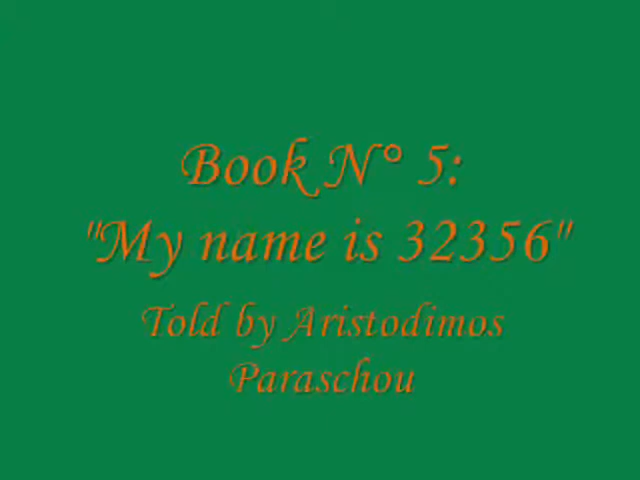 Book N° 5:
"My name is 32356"
Told by Aristodimos
Paraschou